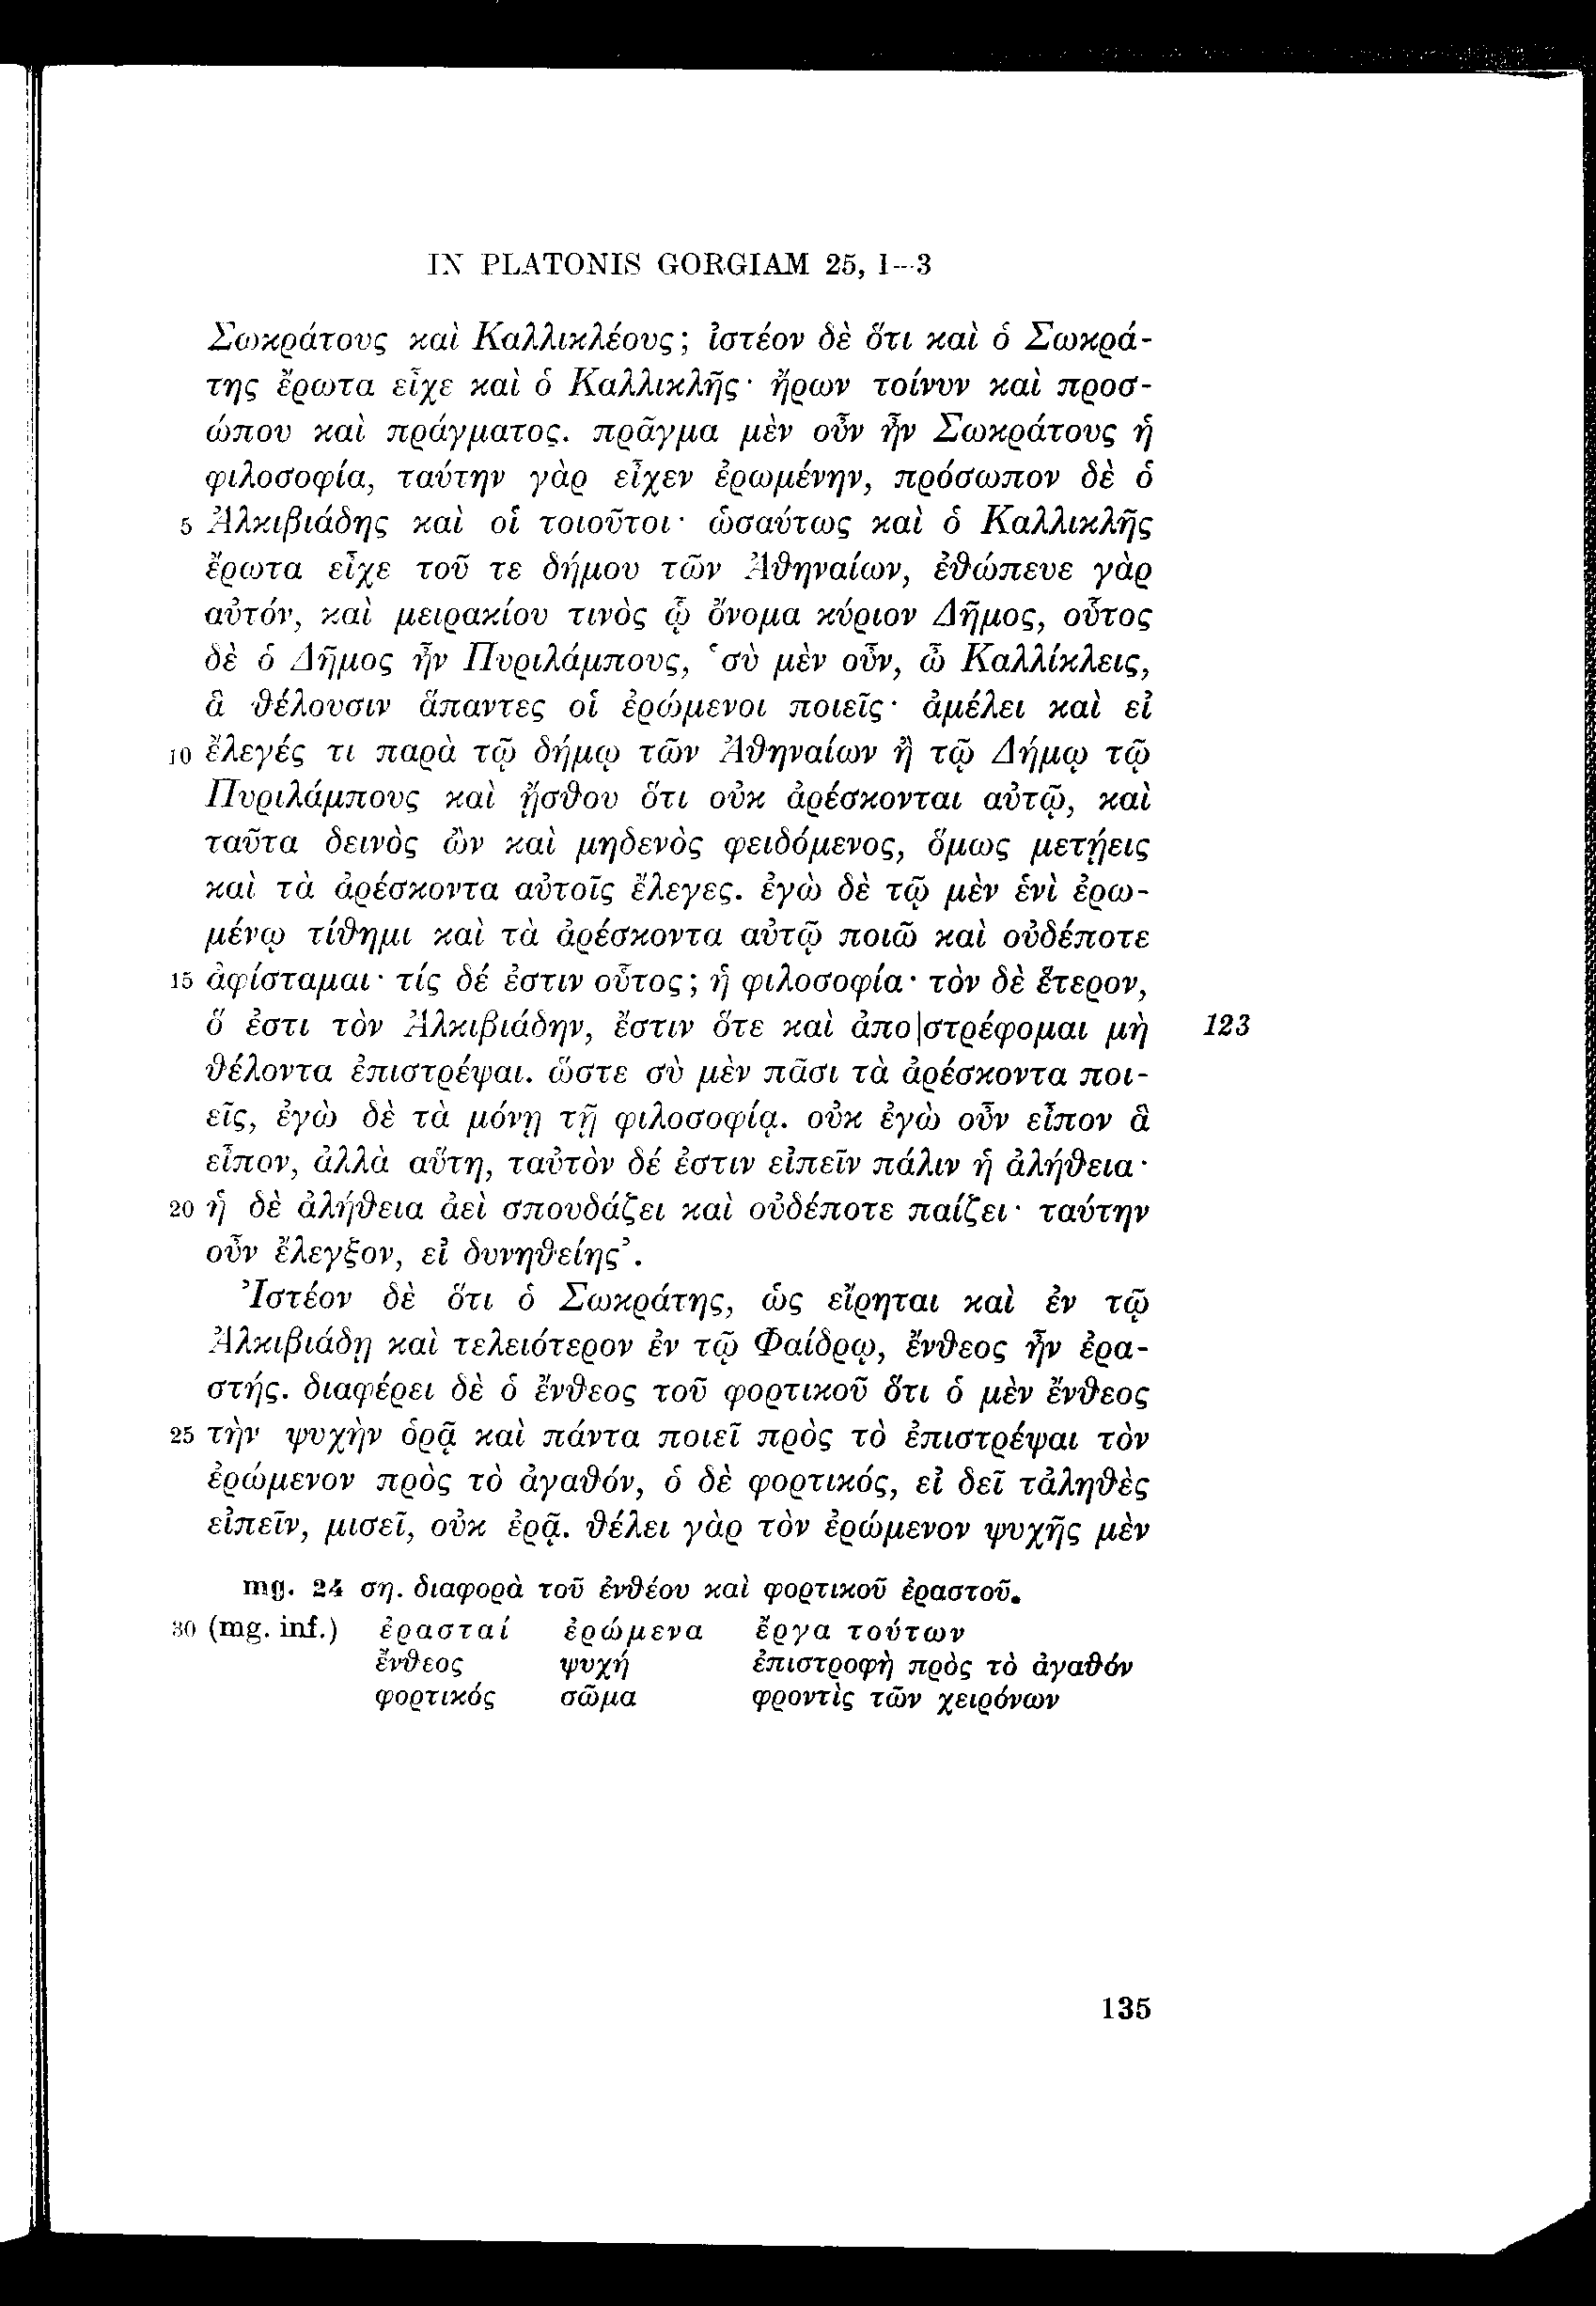 IN PLATONIS GORGIAM 25, 1--3
Σωκράτους καὶ Καλλικλέους; ἰστέον δὲ ὅτι καὶ ὁ Σωκρά-
της ἔρωτα εἶχε καὶ ὁ Καλλικλῆς· ἤρων τοίνυν καὶ προσ-
ώπου καὶ πράγματος. πρᾶγμα μὲν οὖν ἦν Σωκράτους ἡ
φιλοσοφία, ταύτην γὰρ εἶχεν ἐρωμένην, πρόσωπον δὲ ὁ
5 Ἀλκιβιάδης καὶ οἱ τοιοῦτοι· ὡσαύτως καὶ ὁ Καλλικλῆς
ἔρωτα εἶχε τοῦ τε δήμου τῶν Ἀθηναίων, ἐθώπευε γὰρ
αὐτόν, καὶ μειρακίου τινὸς ᾧ ὄνομα κύριον Δῆμος, οὗτος
δὲ ὁ Δῆμος ἦν Πυριλάμπους, ʽσὺ μὲν οὖν, ὦ Καλλίκλεις,
ἃ θέλουσιν ἅπαντες οἱ ἐρώμενοι ποιεῖς· ἀμέλει καὶ εἰ
10 ἔλεγές τι παρὰ τῷ δήμῳ τῶν Ἀθηναίων ἢ τῷ Δήμῳ τῷ
Πυριλάμπους καὶ ᾔσθου ὅτι οὐκ ἀρέσκονται αὐτῷ, καὶ
ταῦτα δεινὸς ὢν καὶ μηδενὸς φειδόμενος, ὅμως μετῄεις
καὶ τὰ ἀρέσκοντα αὐτοῖς ἔλεγες. ἐγὼ δὲ τῷ μὲν ἑνὶ ἐρω-
μένῳ τίθημι καὶ τὰ ἀρέσκοντα αὐτῷ ποιῶ καὶ οὐδέποτε
15 ἀφίσταμαι· τίς δέ ἐστιν οὗτος; ἡ φιλοσοφία· τὸν δὲ ἕτερον,
ὅ ἐστι τὸν Ἀλκιβιάδην, ἔστιν ὅτε καὶ ἀπο|στρέφομαι μὴ 123
θέλοντα ἐπιστρέψαι. ὥστε σὺ μὲν πᾶσι τὰ ἀρέσκοντα ποι-
εῖς, ἐγὼ δὲ τὰ μόνῃ τῇ φιλοσοφίᾳ. οὐκ ἐγὼ οὖν εἶπον ἃ
εἶπον, ἀλλὰ αὕτη, ταὐτὸν δέ ἐστιν εἰπεῖν πάλιν ἡ ἀλήθεια·
20 ἡ δὲ ἀλήθεια ἀεὶ σπουδάζει καὶ οὐδέποτε παίζει· ταύτην
οὖν ἔλεγξον, εἰ δυνηθείης’.
Ἰστέον δὲ ὅτι ὁ Σωκράτης, ὡς εἴρηται καὶ ἐν τῷ
Ἀλκιβιάδῃ καὶ τελειότερον ἐν τῷ Φαίδρῳ, ἔνθεος ἦν ἐρα-
στής. διαφέρει δὲ ὁ ἔνθεος τοῦ φορτικοῦ ὅτι ὁ μὲν ἔνθεος
25 τὴν ψυχὴν ὁρᾷ καὶ πάντα ποιεῖ πρὸς τὸ ἐπιστρέψαι τὸν
ἐρώμενον πρὸς τὸ ἀγαθόν, ὁ δὲ φορτικός, εἰ δεῖ τἀληθὲς
εἰπεῖν, μισεῖ, οὐκ ἐρᾷ. θέλει γὰρ τὸν ἐρώμενον ψυχῆς μὲν
mg. 24 ση. διαφορὰ τοῦ ἐνθέου καὶ φορτικοῦ ἐραστοῦ.
30 (mg. inf.) ἐρασταί ἐρώμενα ἔργα τούτων
ἔνθεος ψυχή ἐπιστροφὴ πρὸς τὸ ἀγαθόν
φορτικός σῶμα φροντὶς τῶν χειρόνων
135